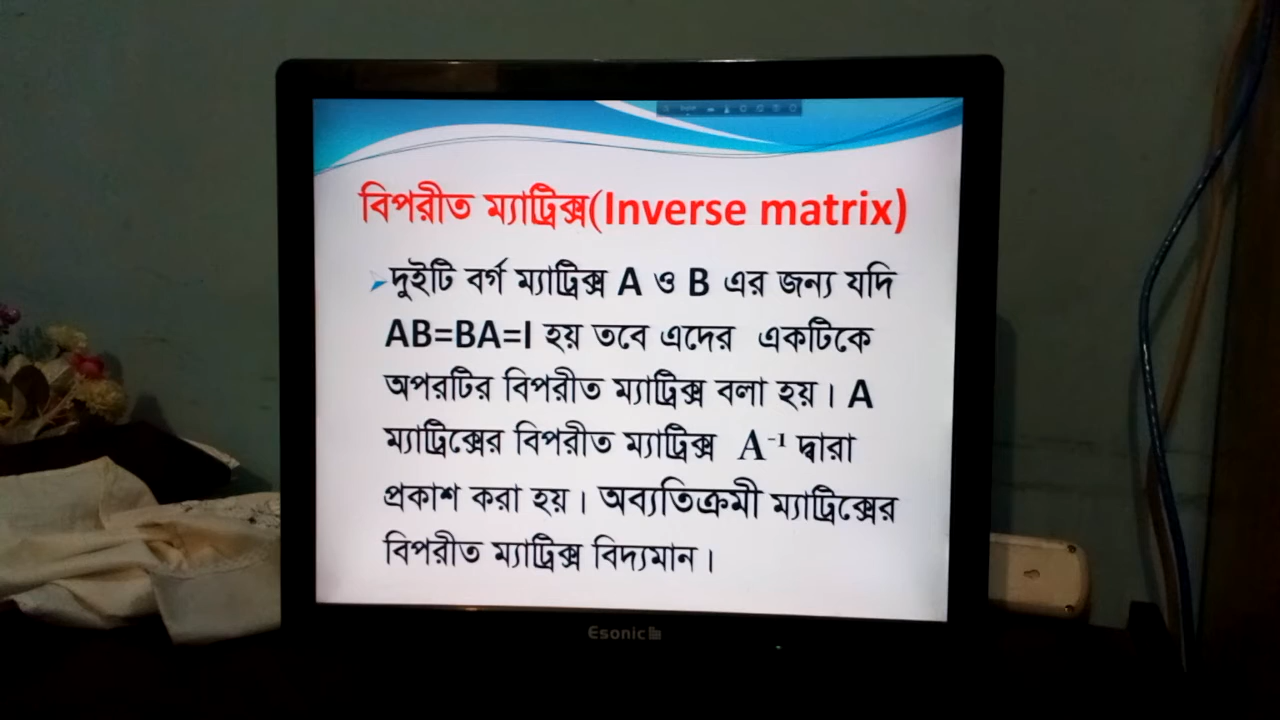 বিপরীত ম্যাট্রিক্স(Inverse matrix)
দুইটি বর্গ ম্যাট্রিক্স A ও B এর জন্য যদি
AB=BA=I হয় তবে এদের একটিকে
অপরটির বিপরীত ম্যাট্রিক্স বলা হয়। A
ম্যাট্রিক্সের বিপরীত ম্যাট্রিক্স A⁻¹ দ্বারা
প্রকাশ করা হয়। অব্যতিক্রমী ম্যাট্রিক্সের
বিপরীত ম্যাট্রিক্স বিদ্যমান।
Esonic